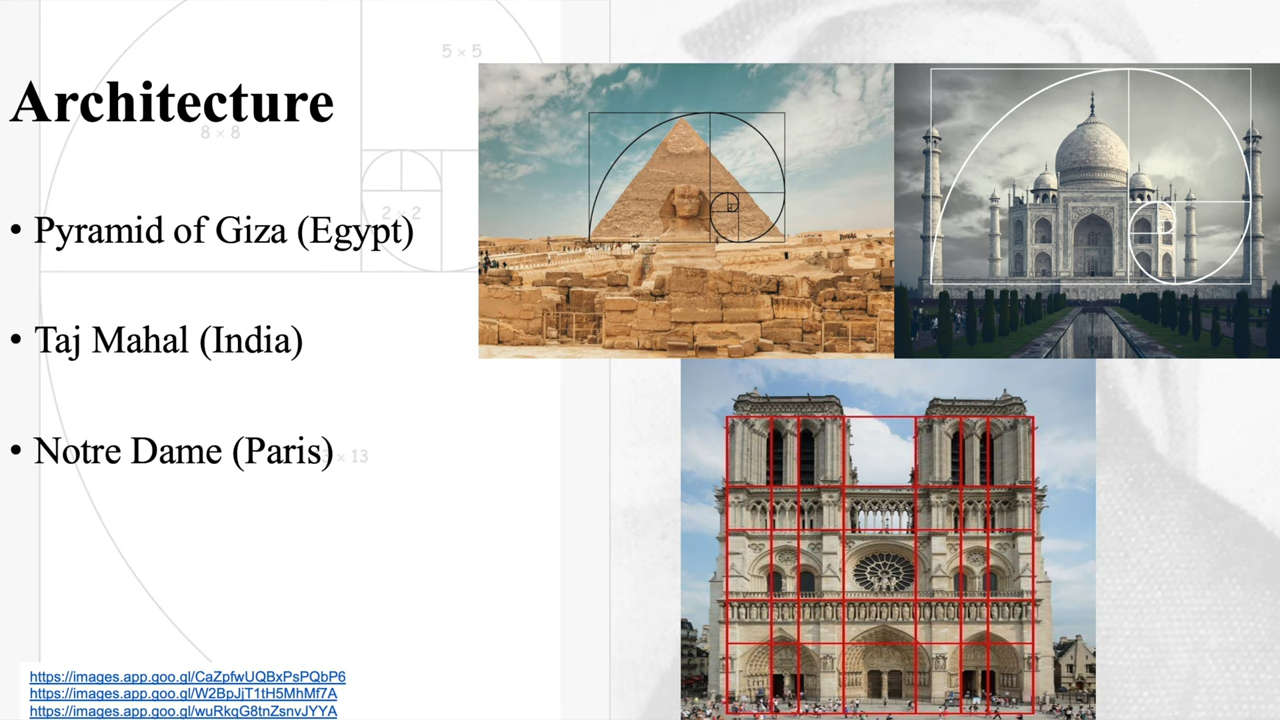 5 × 5
Architecture
8 × 8
2 × 2
• Pyramid of Giza (Egypt)
• Taj Mahal (India)
• Notre Dame (Paris)
× 13
https://images.app.goo.gl/CaZpfwUQBxPsPQbP6
https://images.app.goo.gl/W2BpJjT1tH5MhMf7A
https://images.app.goo.gl/wuRkqG8tnZsnvJYYA